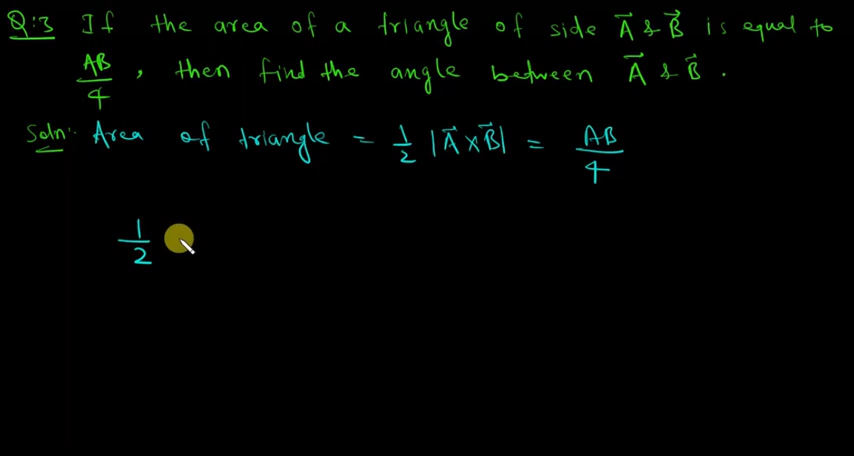 Q:3 If the area of a triangle of side A⃗ & B⃗ is equal to
AB/4, then find the angle between A⃗ & B⃗.
Soln:- Area of triangle = 1/2 |A⃗ × B⃗| = AB/4
1/2